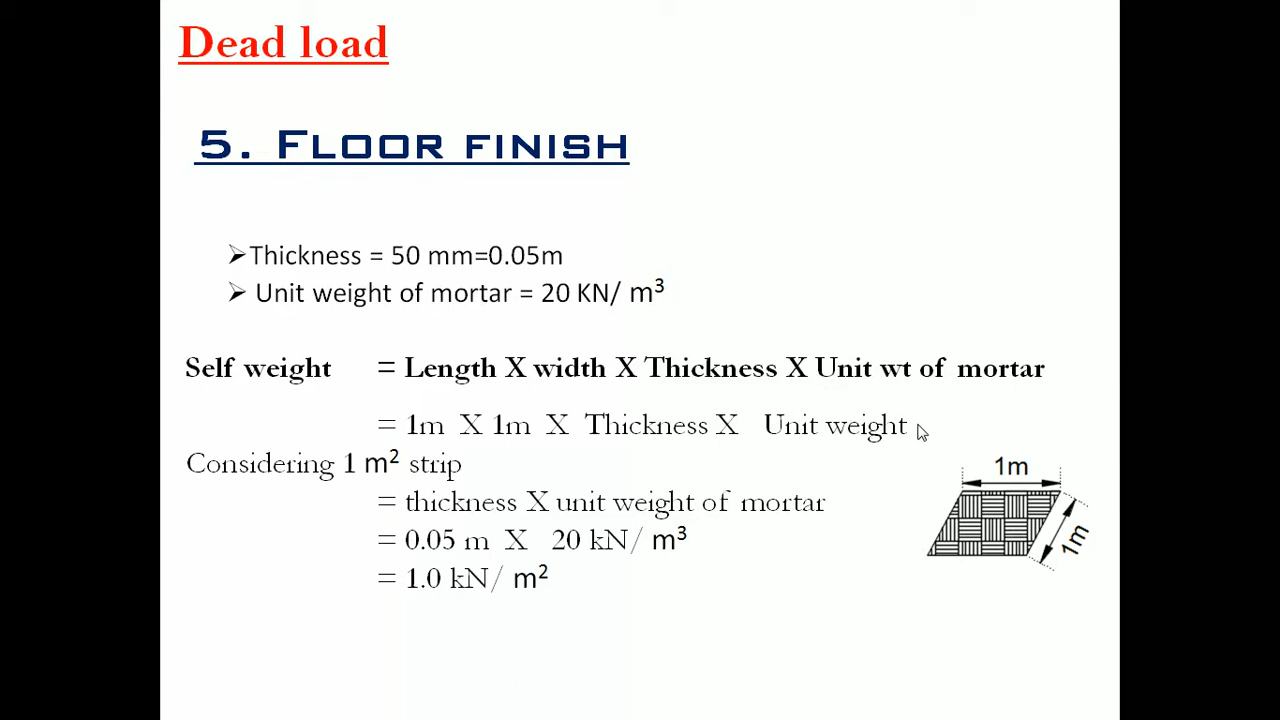 Dead load
5. FLOOR FINISH
➢Thickness = 50 mm=0.05m
➢ Unit weight of mortar = 20 KN/ m³
Self weight = Length X width X Thickness X Unit wt of mortar
= 1m X 1m X Thickness X Unit weight
Considering 1 m² strip
1m
= thickness X unit weight of mortar
= 0.05 m X 20 kN/ m³
1m
= 1.0 kN/ m²